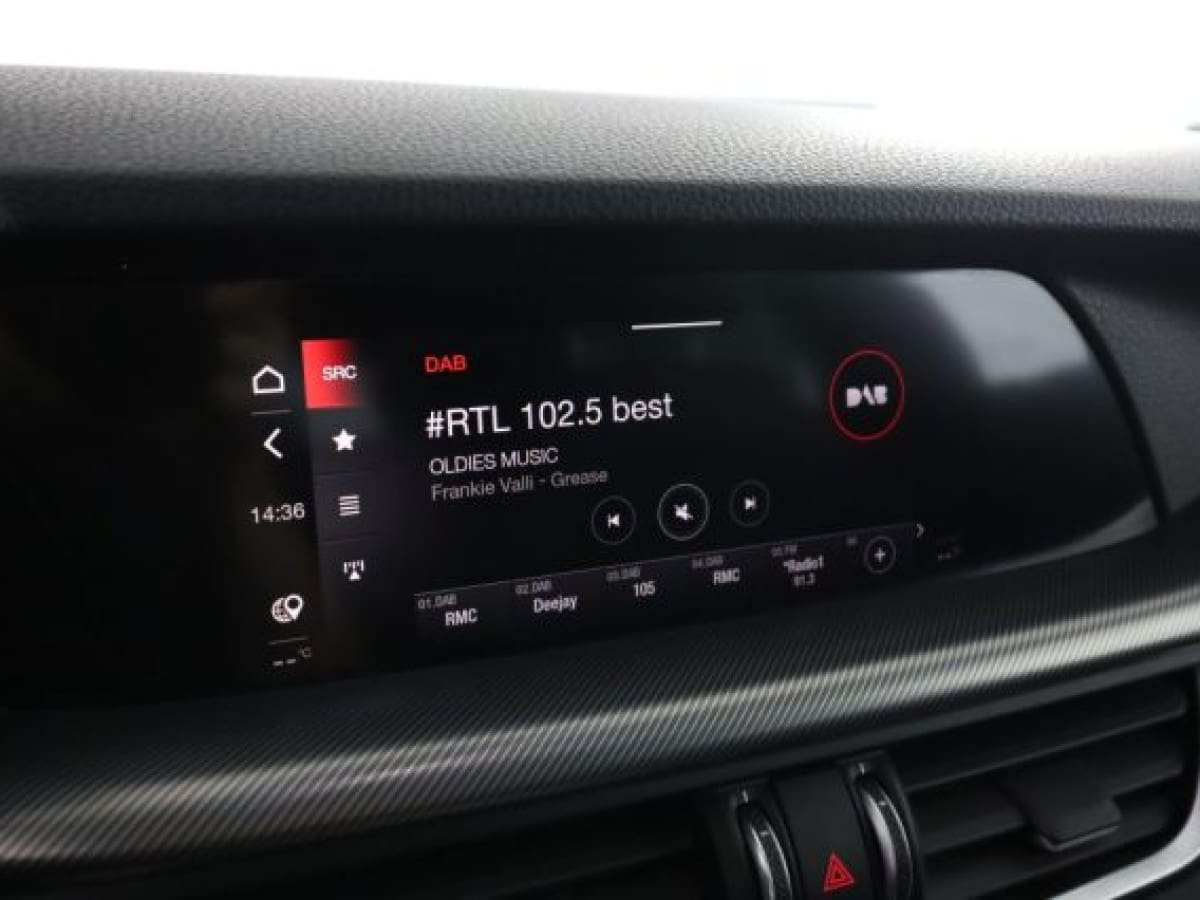 SRC
14:36
-- °C
DAB
#RTL 102.5 best
OLDIES MUSIC
Frankie Valli - Grease
DAB
01.DAB
RMC
02.DAB
Deejay
03.DAB
105
04.DAB
RMC
05.FM
*Radio1
91.3
06